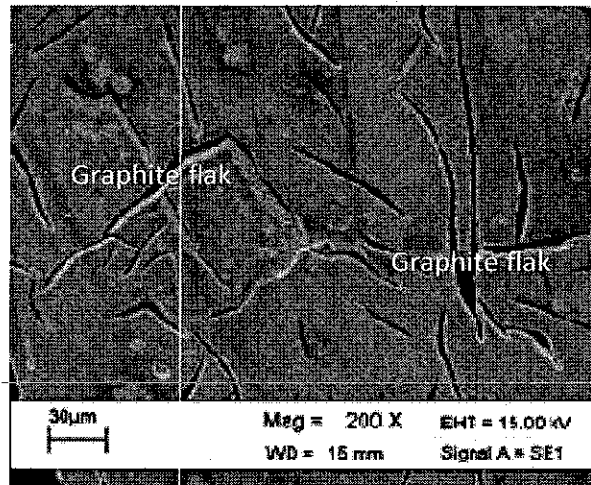 Graphite flak
Graphite flak
30µm
Mag = 200 X
EHT = 15.00 kV
WD = 15 mm
Signal A = SE1